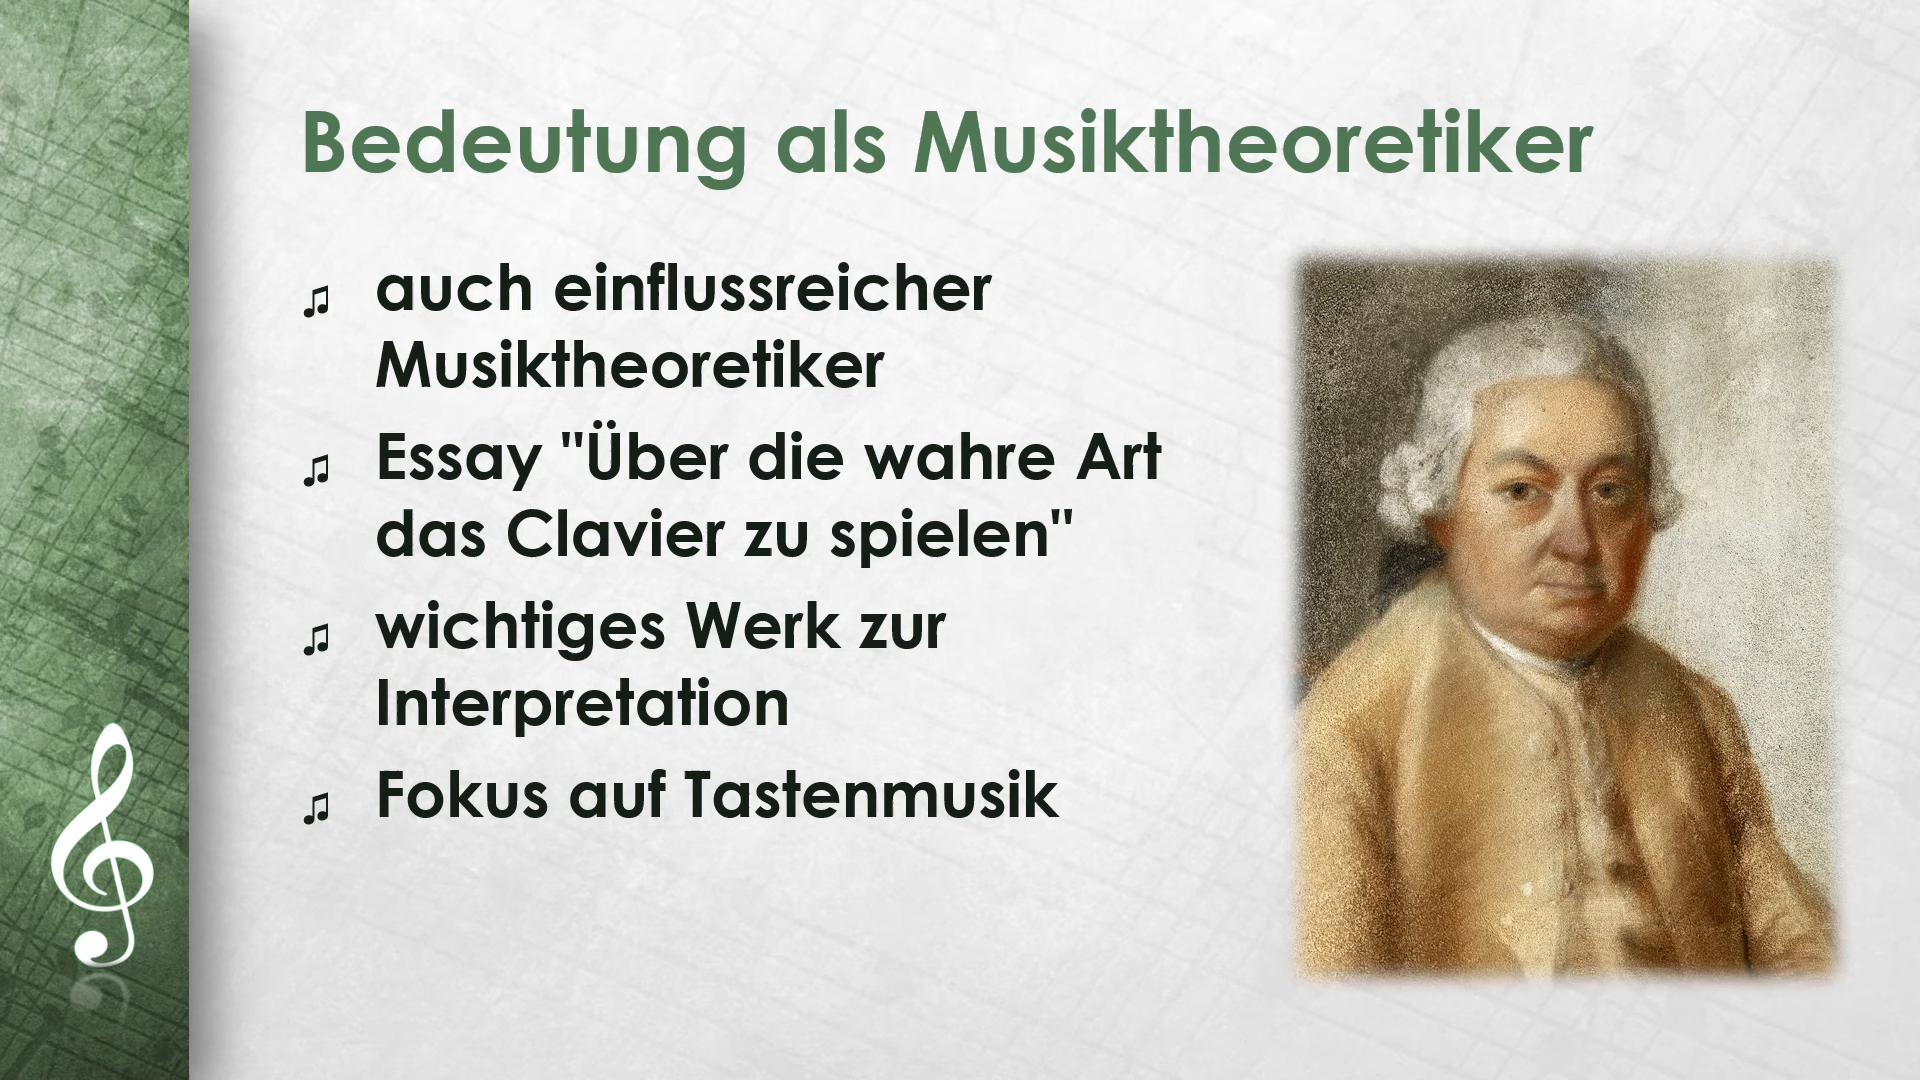 Bedeutung als Musiktheoretiker
auch einflussreicher
Musiktheoretiker
Essay "Über die wahre Art
das Clavier zu spielen"
wichtiges Werk zur
Interpretation
Fokus auf Tastenmusik